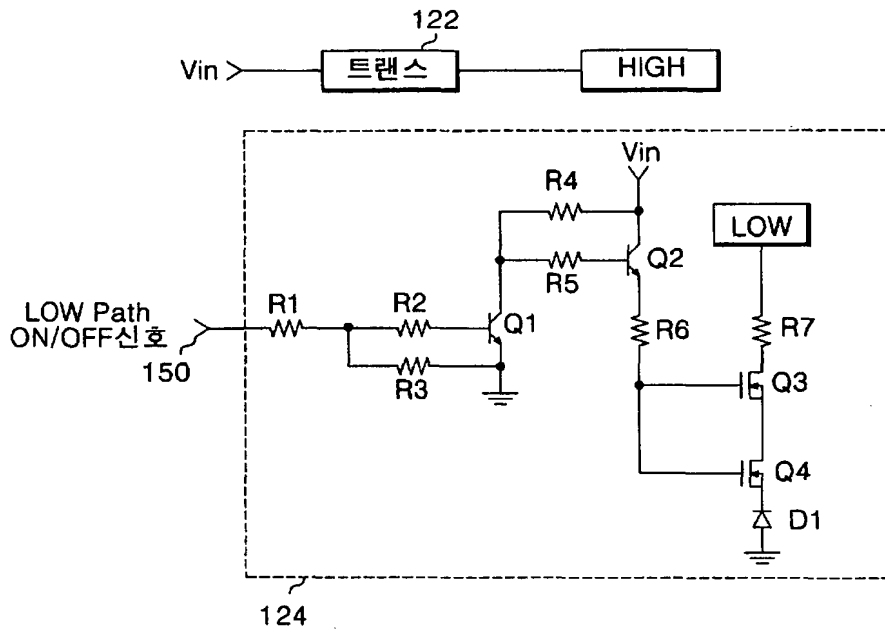 122
Vin
트랜스
HIGH
Vin
R4
LOW
R5
Q2
LOW Path
ON/OFF신호
150
R1
R2
Q1
R3
R6
R7
Q3
Q4
D1
124